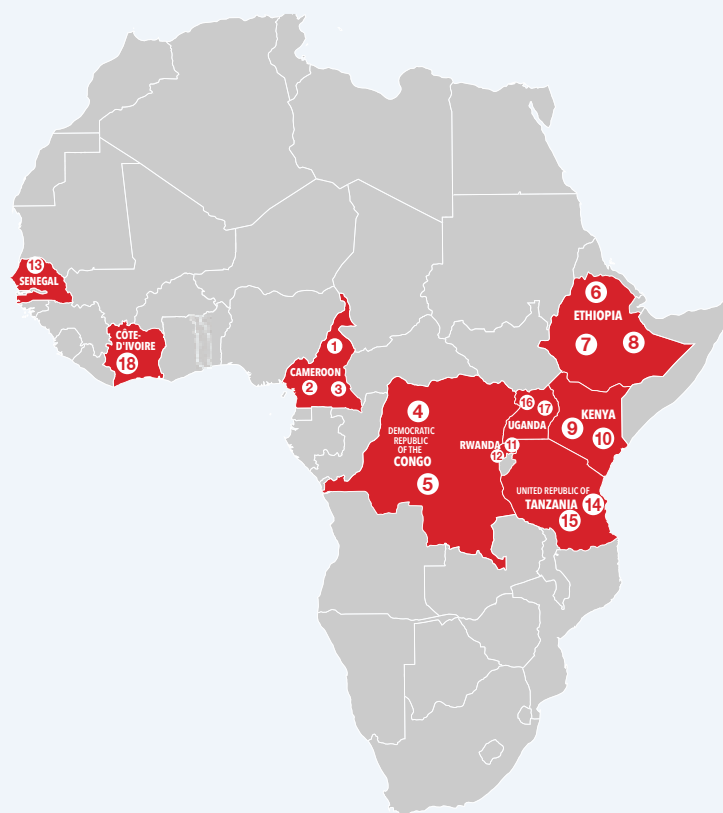 13
SENEGAL
CÔTE-
D'IVOIRE
18
1
CAMEROON
2
3
6
ETHIOPIA
7
8
4
DEMOCRATIC
REPUBLIC
OF THE
CONGO
5
16
17
UGANDA
KENYA
9
10
RWANDA
11
12
UNITED REPUBLIC OF
TANZANIA
14
15